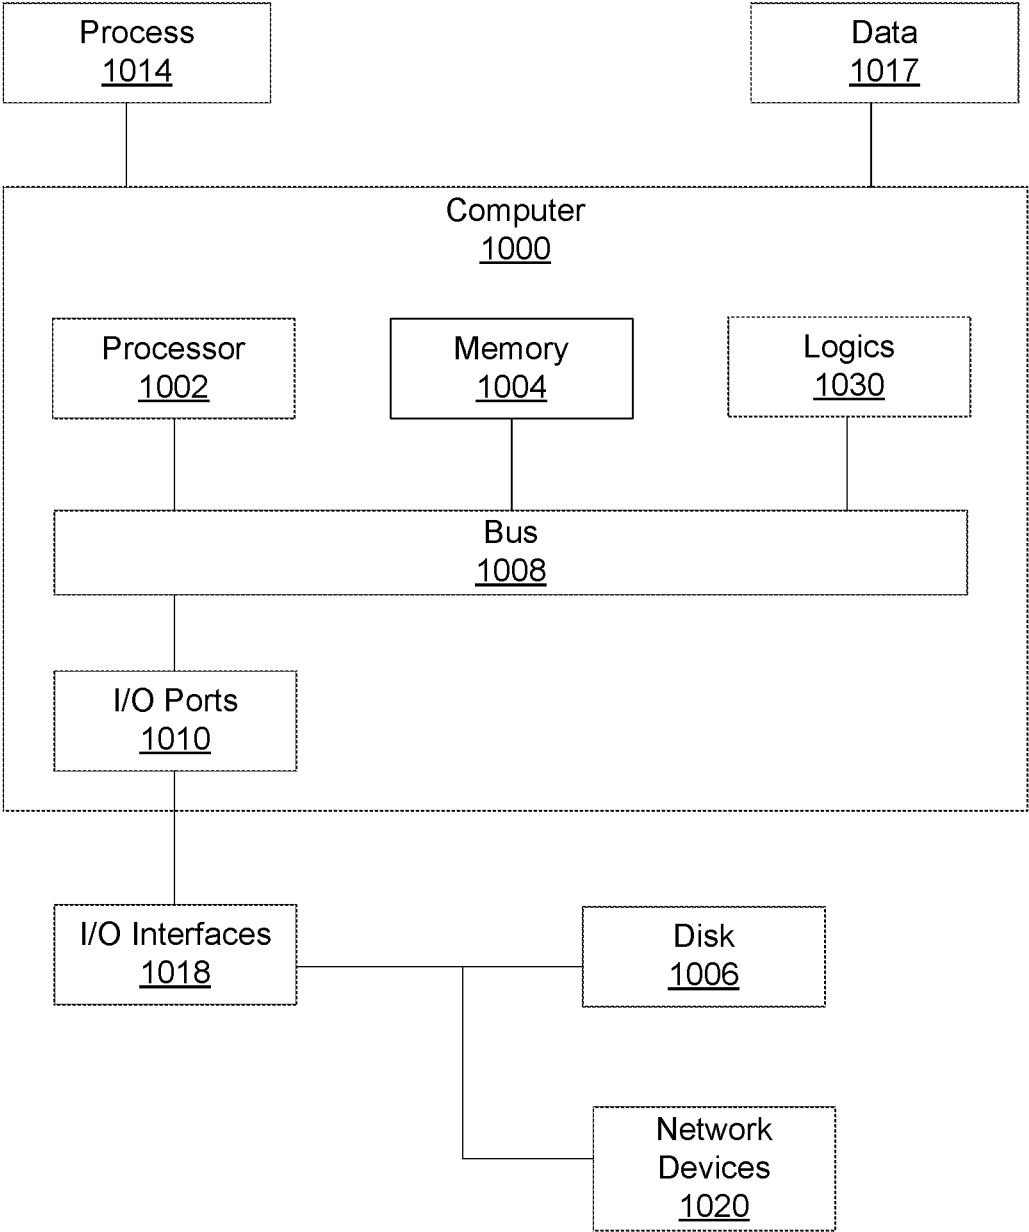 Process
1014
Data
1017
Computer
1000
Processor
1002
Memory
1004
Logics
1030
Bus
1008
I/O Ports
1010
I/O Interfaces
1018
Disk
1006
Network
Devices
1020